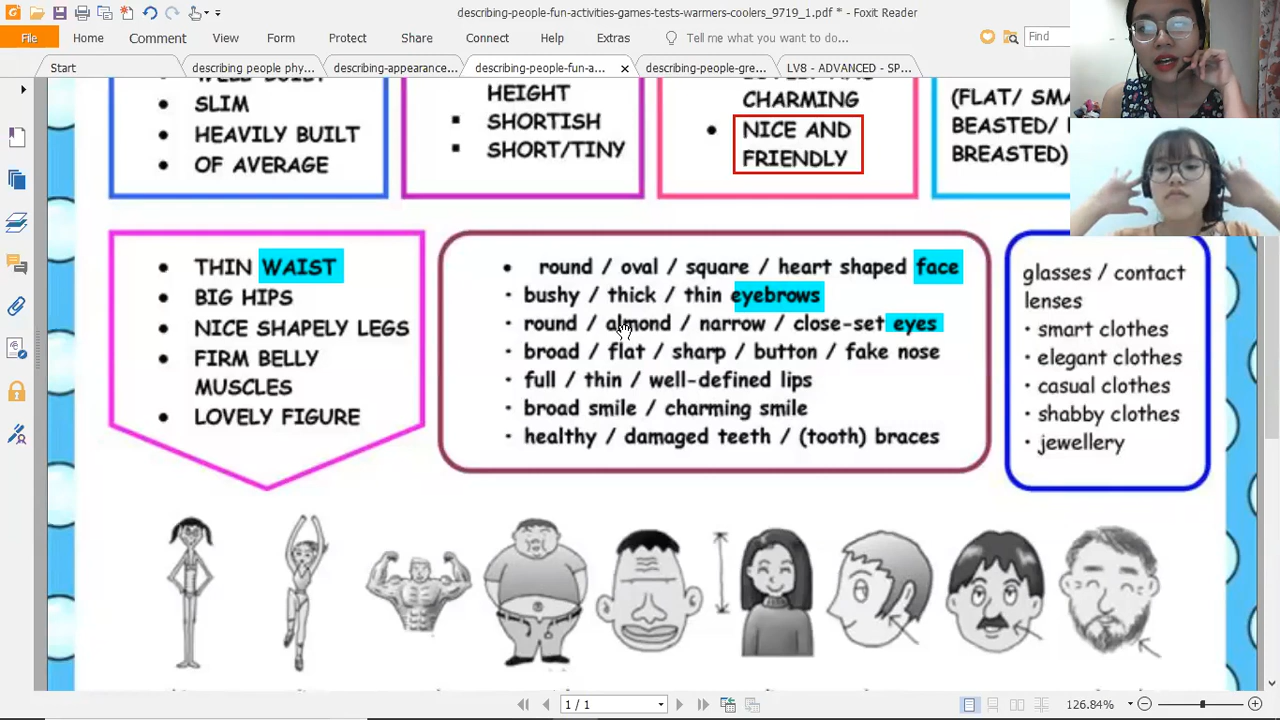 describing-people-fun-activities-games-tests-warmers-coolers_9719_1.pdf * - Foxit Reader
File Home Comment View Form Protect Share Connect Help Extras Tell me what you want to do... Find
Start describing people phy... describing-appearance... describing-people-fun-a... describing-people-gre... LV8 - ADVANCED - SP...
• SLIM
• HEAVILY BUILT
• OF AVERAGE
HEIGHT
▪ SHORTISH
▪ SHORT/TINY
CHARMING
• NICE AND
FRIENDLY
(FLAT/
BEASTED/
BREASTED)
• THIN WAIST
• BIG HIPS
• NICE SHAPELY LEGS
• FIRM BELLY
MUSCLES
• LOVELY FIGURE
• round / oval / square / heart shaped face
· bushy / thick / thin eyebrows
· round / almond / narrow / close-set eyes
· broad / flat / sharp / button / fake nose
· full / thin / well-defined lips
· broad smile / charming smile
· healthy / damaged teeth / (tooth) braces
glasses / contact
lenses
· smart clothes
· elegant clothes
· casual clothes
· shabby clothes
· jewellery
1 / 1
126.84%